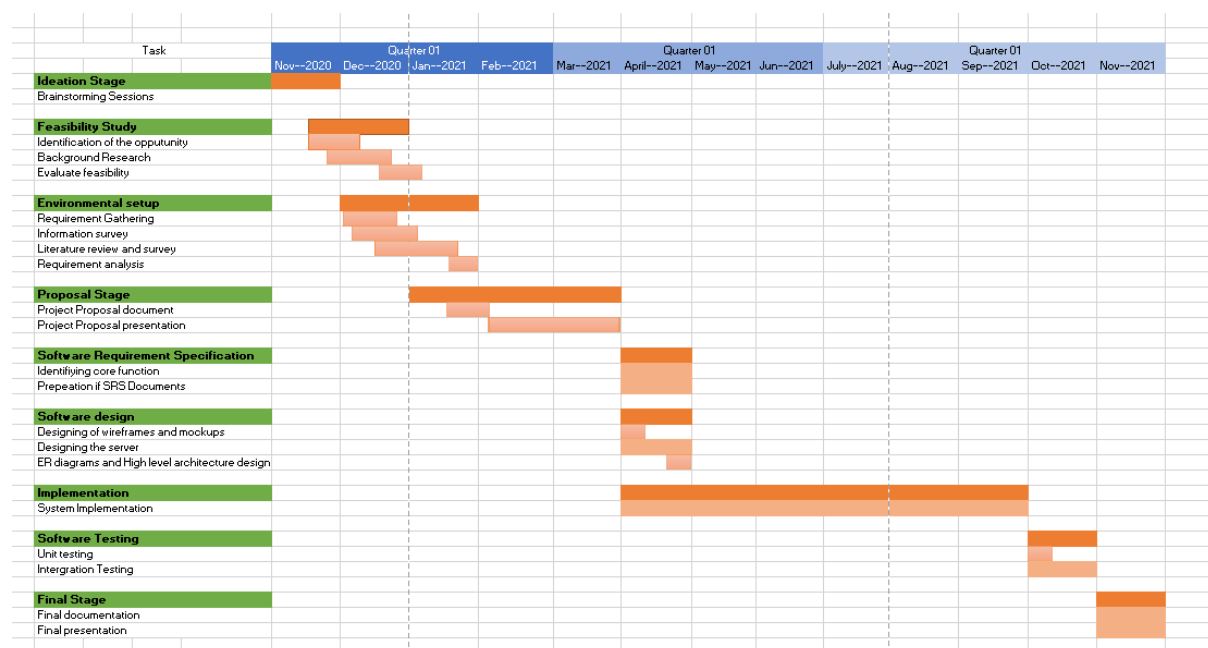 Task Quarter 01 Quarter 01 Quarter 01
Nov--2020 Dec--2020 Jan--2021 Feb--2021 Mar--2021 April--2021 May--2021 Jun--2021 July--2021 Aug--2021 Sep--2021 Oct--2021 Nov--2021
Ideation Stage
Brainstorming Sessions
Feasibility Study
Identification of the opputunity
Background Research
Evaluate feasibility
Environmental setup
Requirement Gathering
Information survey
Literature review and survey
Requirement analysis
Proposal Stage
Project Proposal document
Project Proposal presentation
Software Requirement Specification
Identifiying core function
Prepeation if SRS Documents
Software design
Designing of wireframes and mockups
Designing the server
ER diagrams and High level architecture design
Implementation
System Implementation
Software Testing
Unit testing
Intergration Testing
Final Stage
Final documentation
Final presentation